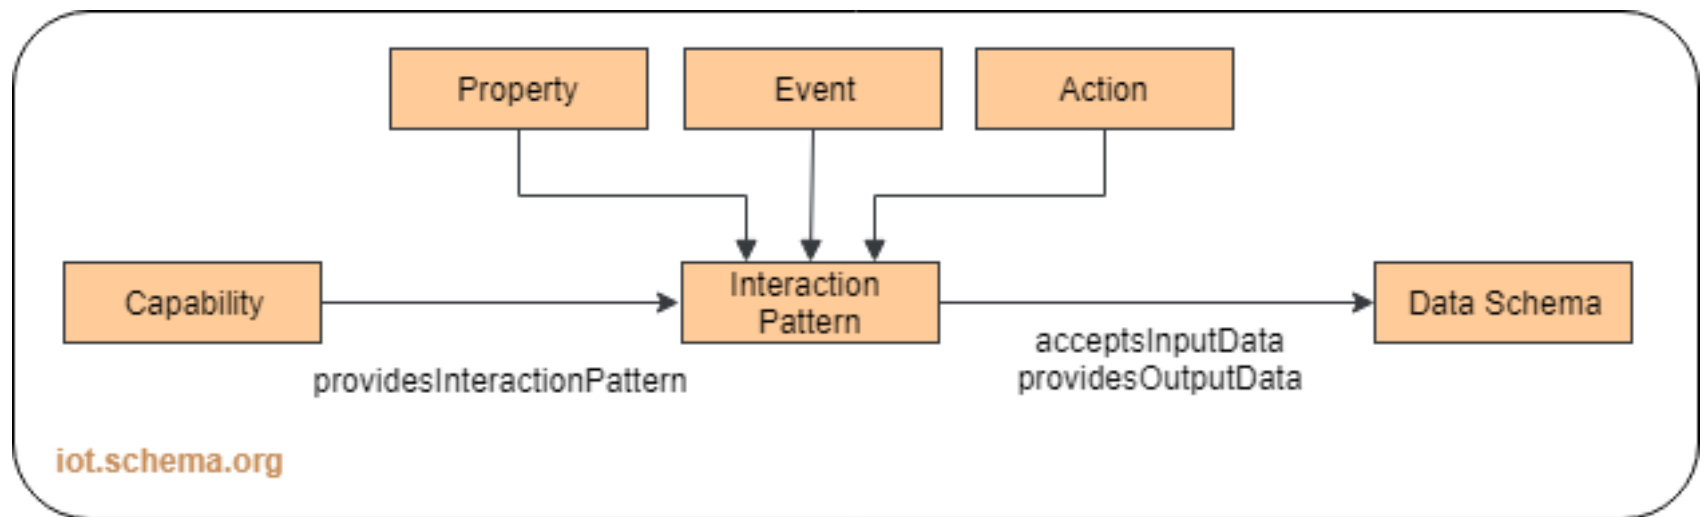 Property
Event
Action
Capability
Interaction
Pattern
Data Schema
providesInteractionPattern
acceptsInputData
providesOutputData
iot.schema.org